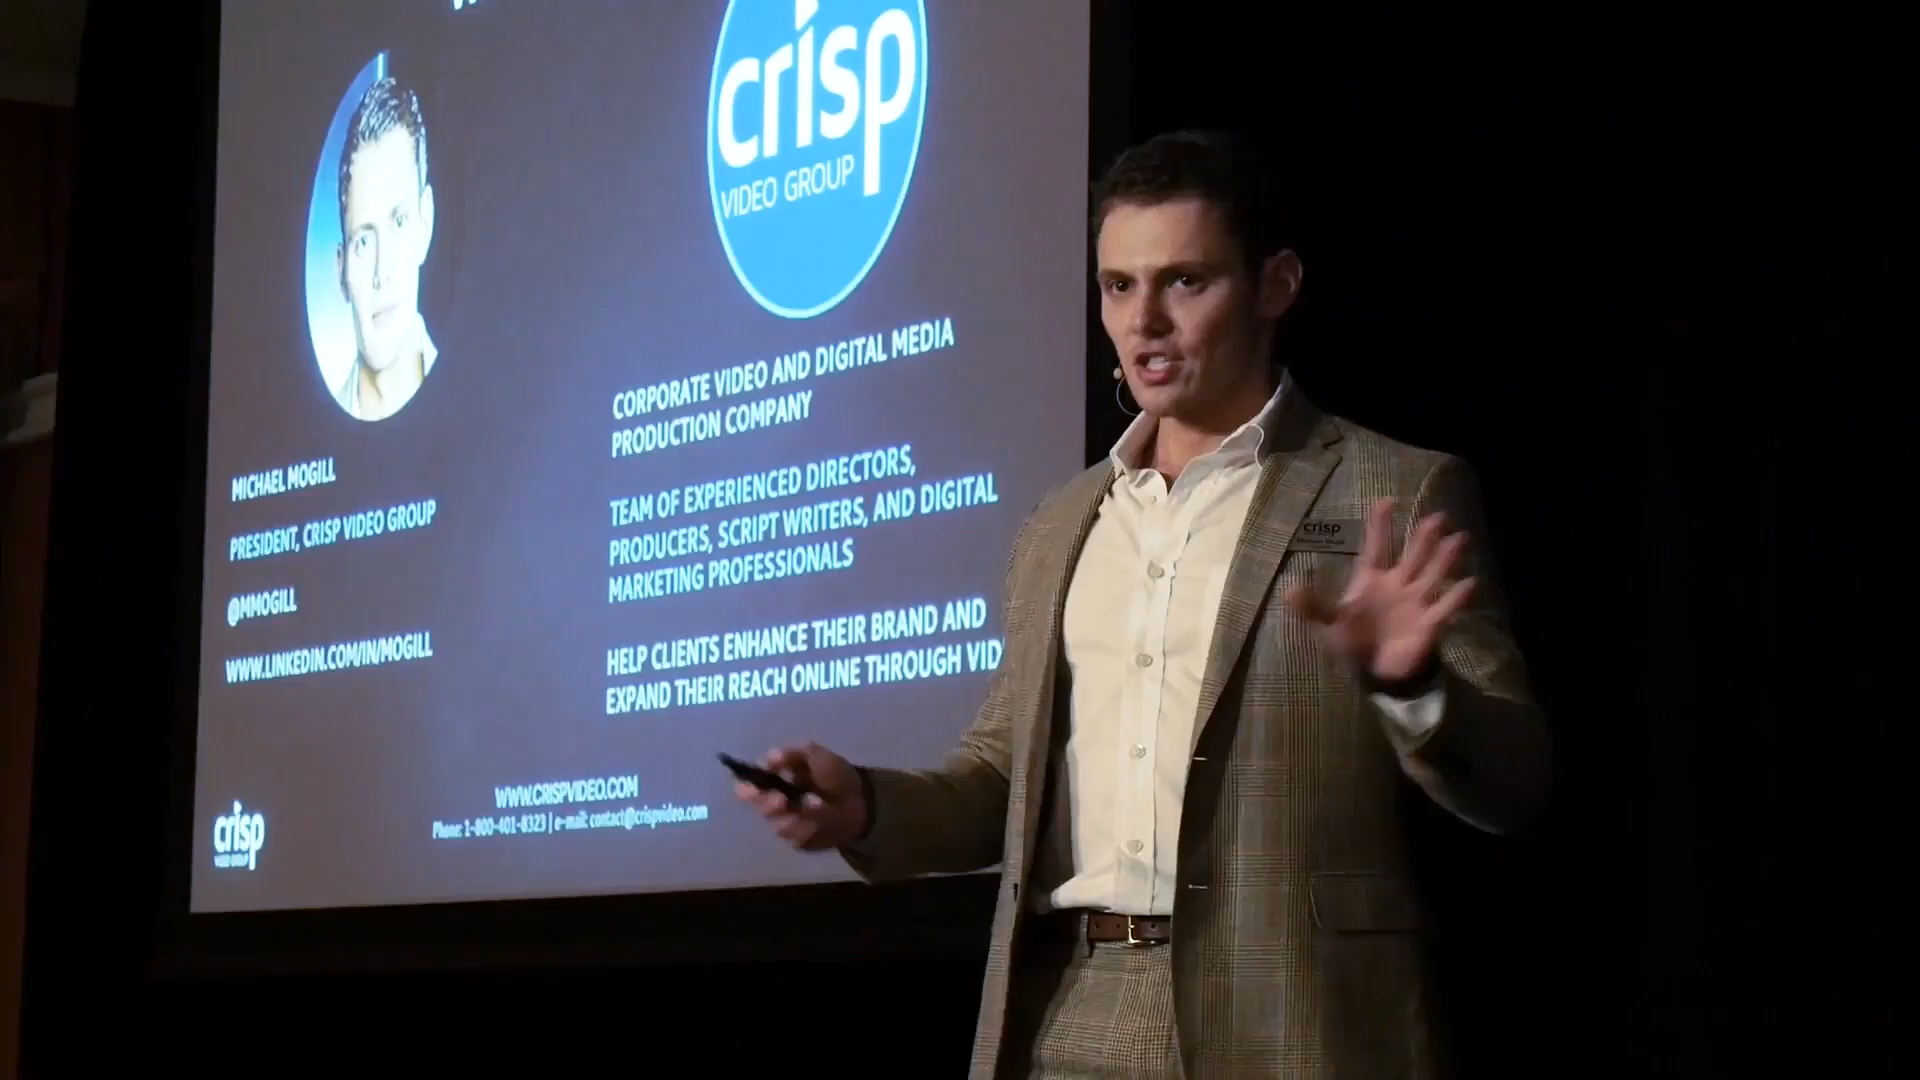 crisp
VIDEO GROUP
MICHAEL MOGILL
PRESIDENT, CRISP VIDEO GROUP
@MMOGILL
WWW.LINKEDIN.COM/IN/MOGILL
CORPORATE VIDEO AND DIGITAL MEDIA
PRODUCTION COMPANY
TEAM OF EXPERIENCED DIRECTORS,
PRODUCERS, SCRIPT WRITERS, AND DIGITAL
MARKETING PROFESSIONALS
HELP CLIENTS ENHANCE THEIR BRAND AND
EXPAND THEIR REACH ONLINE THROUGH VID
WWW.CRISPVIDEO.COM
Phone: 1-800-401-8323 | e-mail: contact@crispvideo.com
crisp
VIDEO GROUP
crisp